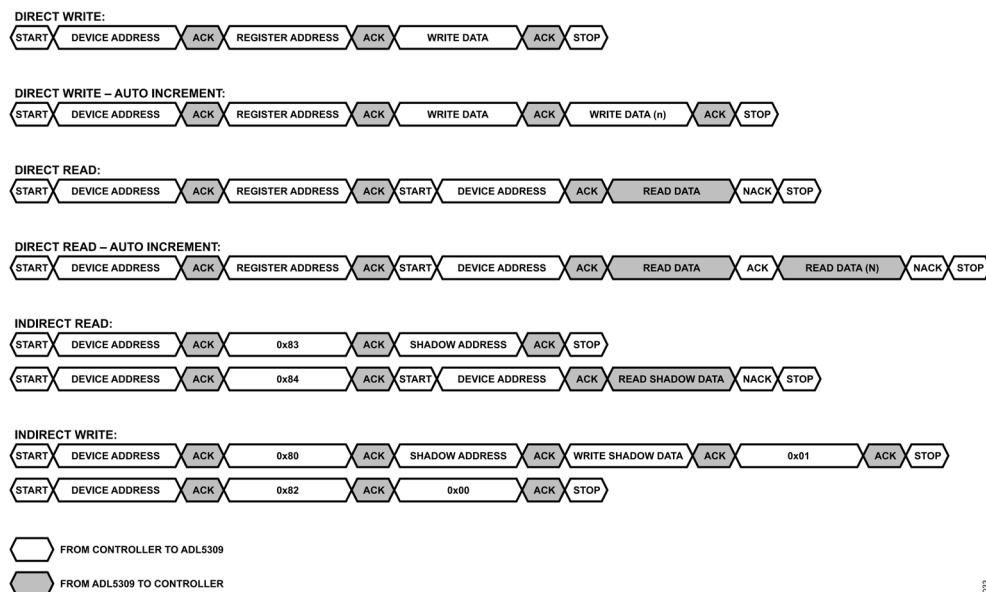 DIRECT WRITE:
START DEVICE ADDRESS ACK REGISTER ADDRESS ACK WRITE DATA ACK STOP
DIRECT WRITE – AUTO INCREMENT:
START DEVICE ADDRESS ACK REGISTER ADDRESS ACK WRITE DATA ACK WRITE DATA (n) ACK STOP
DIRECT READ:
START DEVICE ADDRESS ACK REGISTER ADDRESS ACK START DEVICE ADDRESS ACK READ DATA NACK STOP
DIRECT READ – AUTO INCREMENT:
START DEVICE ADDRESS ACK REGISTER ADDRESS ACK START DEVICE ADDRESS ACK READ DATA ACK READ DATA (N) NACK STOP
INDIRECT READ:
START DEVICE ADDRESS ACK 0x83 ACK SHADOW ADDRESS ACK STOP
START DEVICE ADDRESS ACK 0x84 ACK START DEVICE ADDRESS ACK READ SHADOW DATA NACK STOP
INDIRECT WRITE:
START DEVICE ADDRESS ACK 0x80 ACK SHADOW ADDRESS ACK WRITE SHADOW DATA ACK 0x01 ACK STOP
START DEVICE ADDRESS ACK 0x82 ACK 0x00 ACK STOP
FROM CONTROLLER TO ADL5309
FROM ADL5309 TO CONTROLLER